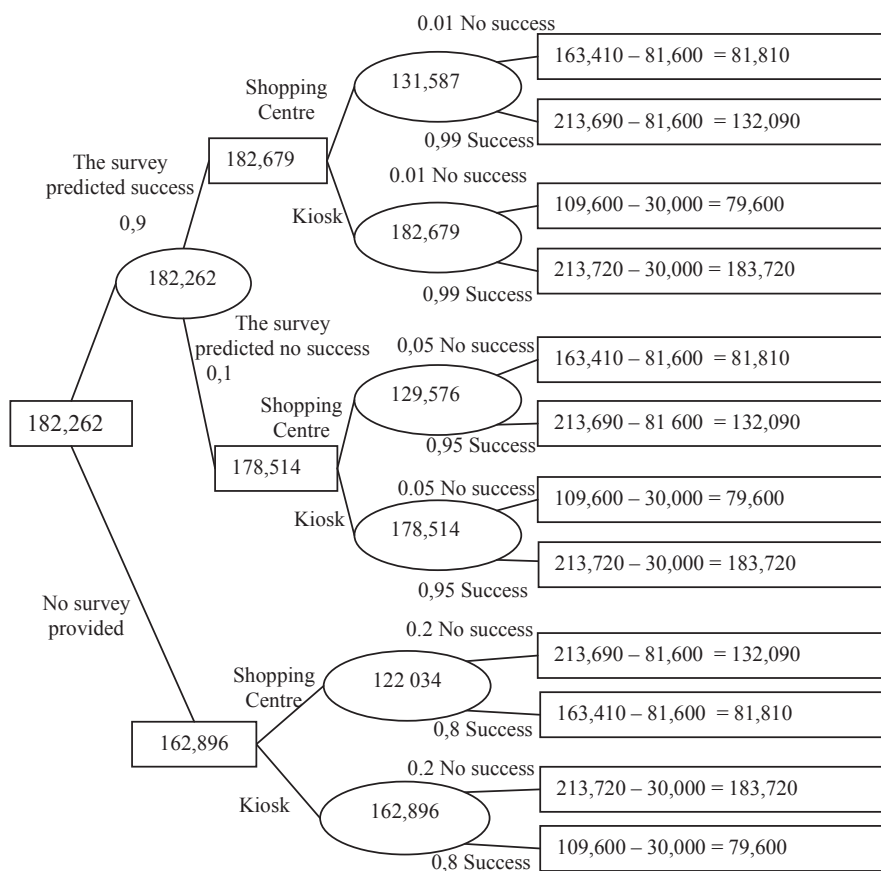 0.01 No success
163,410 – 81,600 = 81,810
131,587
Shopping
Centre
213,690 – 81,600 = 132,090
0,99 Success
The survey
predicted success
0,9
182,679
0.01 No success
109,600 – 30,000 = 79,600
Kiosk
182,679
213,720 – 30,000 = 183,720
0,99 Success
182,262
The survey
predicted no success
0,1
0,05 No success
163,410 – 81,600 = 81,810
Shopping
Centre
129,576
213,690 – 81 600 = 132,090
0,95 Success
182,262
178,514
0.05 No success
109,600 – 30,000 = 79,600
Kiosk
178,514
213,720 – 30,000 = 183,720
0,95 Success
No survey
provided
0.2 No success
213,690 – 81,600 = 132,090
Shopping
Centre
122 034
163,410 – 81,600 = 81,810
0,8 Success
162,896
0.2 No success
213,720 – 30,000 = 183,720
Kiosk
162,896
109,600 – 30,000 = 79,600
0,8 Success